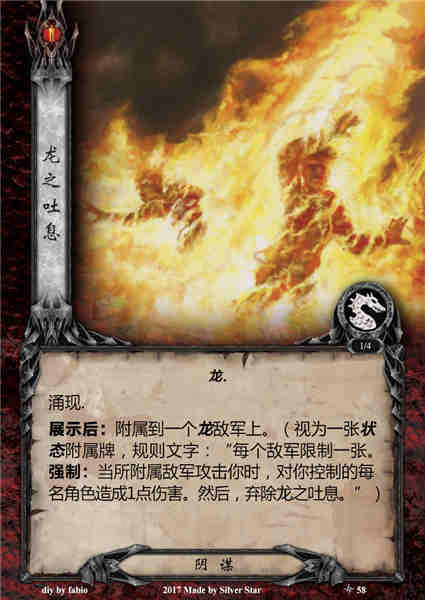 龙之吐息
1/4
龙.
涌现.
展示后：附属到一个龙敌军上。（视为一张状
态附属牌，规则文字：“每个敌军限制一张。
强制：当所附属敌军攻击你时，对你控制的每
名角色造成1点伤害。然后，弃除龙之吐息。”）
阴谋
diy by fabio 2017 Made by Silver Star 58